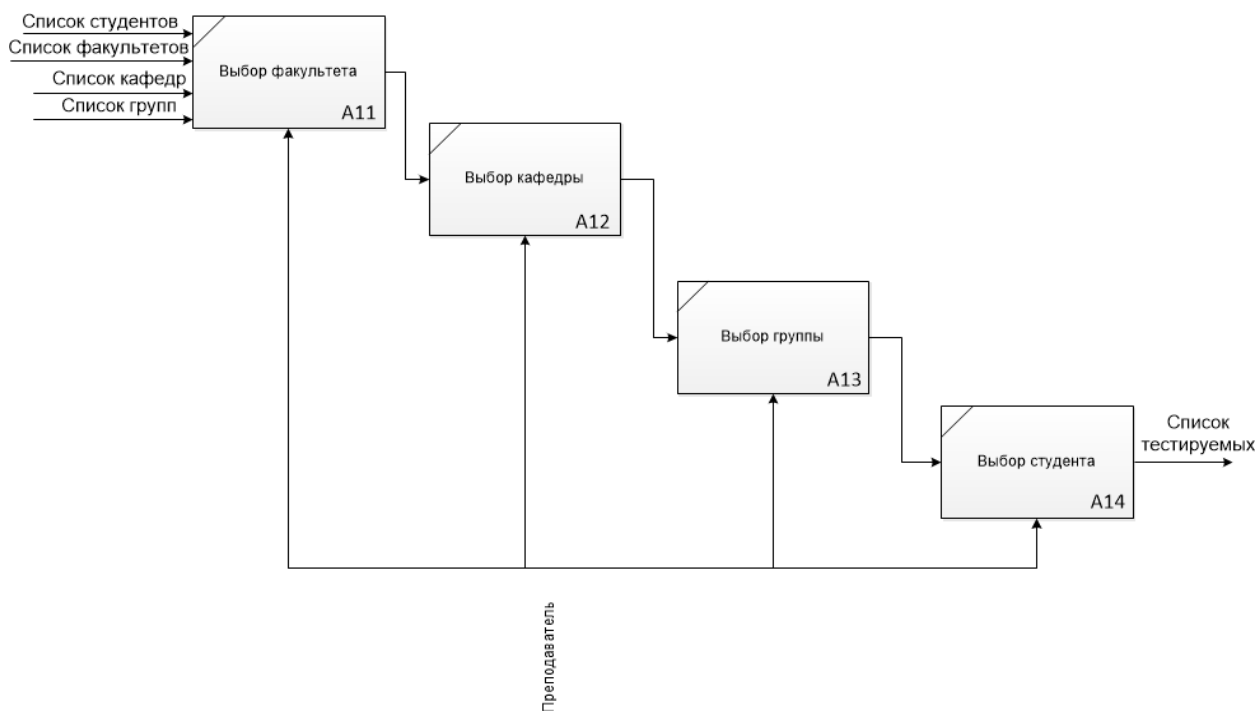 Список студентов
Список факультетов
Список кафедр
Список групп
Выбор факультета
A11
Выбор кафедры
A12
Выбор группы
A13
Выбор студента
A14
Список
тестируемых
Преподаватель